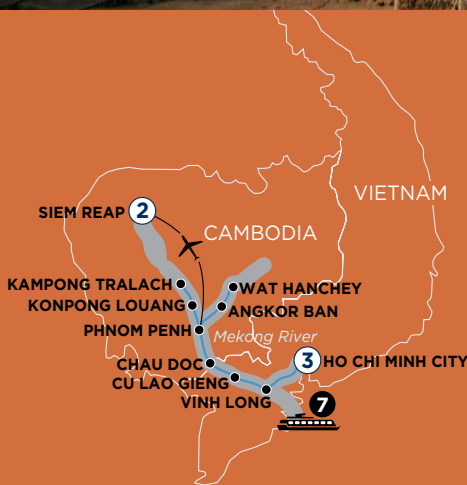 VIETNAM
SIEM REAP 2
CAMBODIA
KAMPONG TRALACH
WAT HANCHEY
KONPONG LOUANG
ANGKOR BAN
PHNOM PENH
Mekong River
CHAU DOC
3 HO CHI MINH CITY
CÙ LAO GIENG
VINH LONG
7